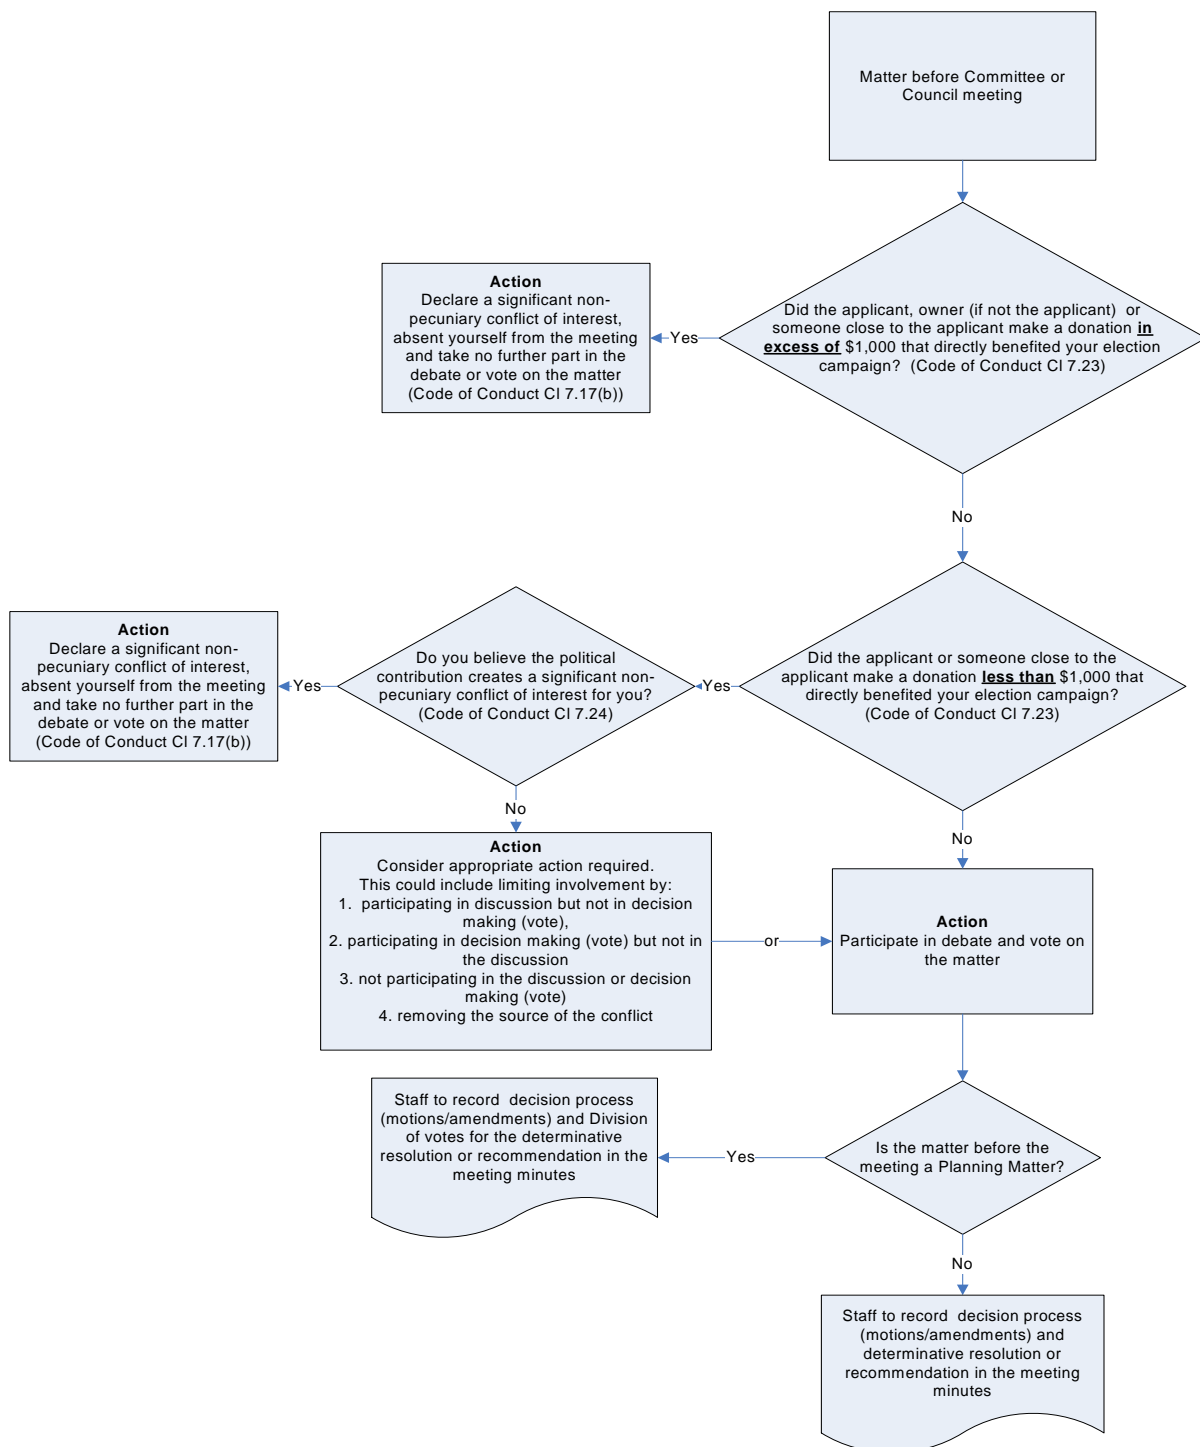 Matter before Committee or
Council meeting
Action
Declare a significant non-
pecuniary conflict of interest,
absent yourself from the meeting
and take no further part in the
debate or vote on the matter
(Code of Conduct Cl 7.17(b))
Yes
Did the applicant, owner (if not the applicant)  or
someone close to the applicant make a donation in
excess of $1,000 that directly benefited your election
campaign?  (Code of Conduct Cl 7.23)
No
Action
Declare a significant non-
pecuniary conflict of interest,
absent yourself from the meeting
and take no further part in the
debate or vote on the matter
(Code of Conduct Cl 7.17(b))
Yes
Do you believe the political
contribution creates a significant non-
pecuniary conflict of interest for you?
(Code of Conduct Cl 7.24)
Yes
Did the applicant or someone close to the
applicant make a donation less than $1,000 that
directly benefited your election campaign?
(Code of Conduct Cl 7.23)
No
No
Action
Consider appropriate action required.
This could include limiting involvement by:
1.  participating in discussion but not in decision
making (vote),
2. participating in decision making (vote) but not in
the discussion
3. not participating in the discussion or decision
making (vote)
4. removing the source of the conflict
or
Action
Participate in debate and vote on
the matter
Staff to record  decision process
(motions/amendments) and Division
of votes for the determinative
resolution or recommendation in the
meeting minutes
Yes
Is the matter before the
meeting a Planning Matter?
No
Staff to record  decision process
(motions/amendments) and
determinative resolution or
recommendation in the meeting
minutes